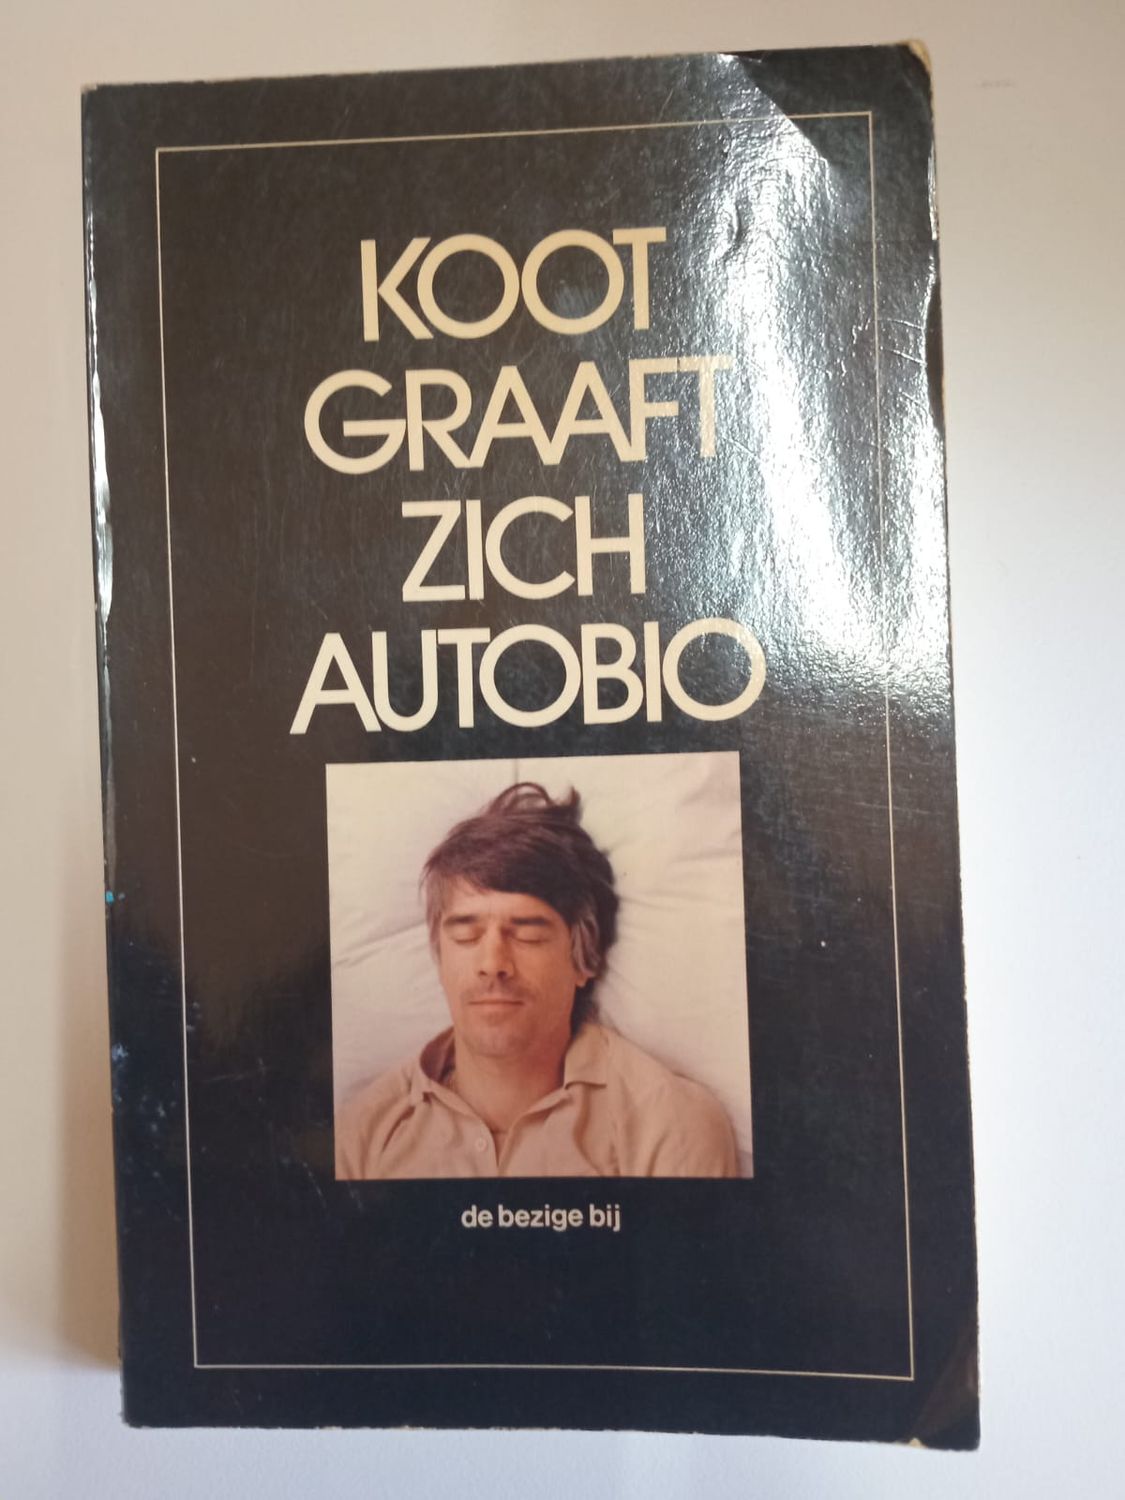 KOOT
GRAAFT
ZICH
AUTOBIO
de bezige bij